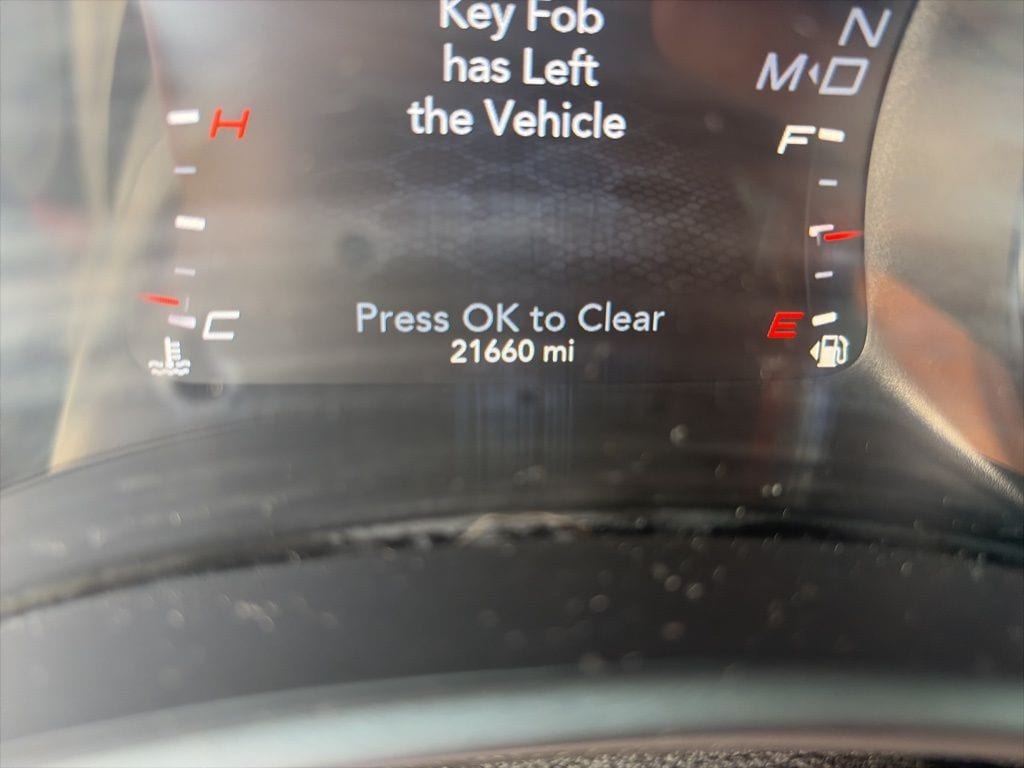 Key Fob
has Left
the Vehicle
N
M D
H
F
Press OK to Clear
C
E
21660 mi